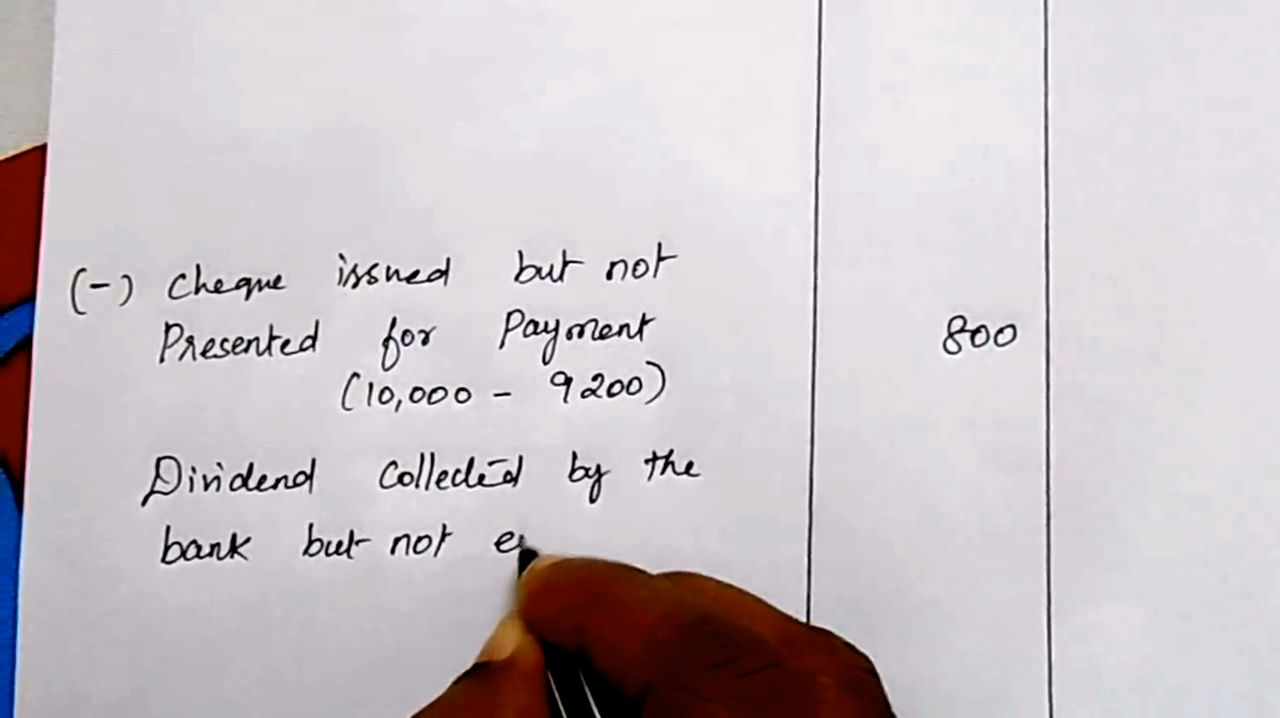 (-) Cheque issued but not
Presented for Payment 800
(10,000 - 9200)
Dividend Collected by the
bank but not